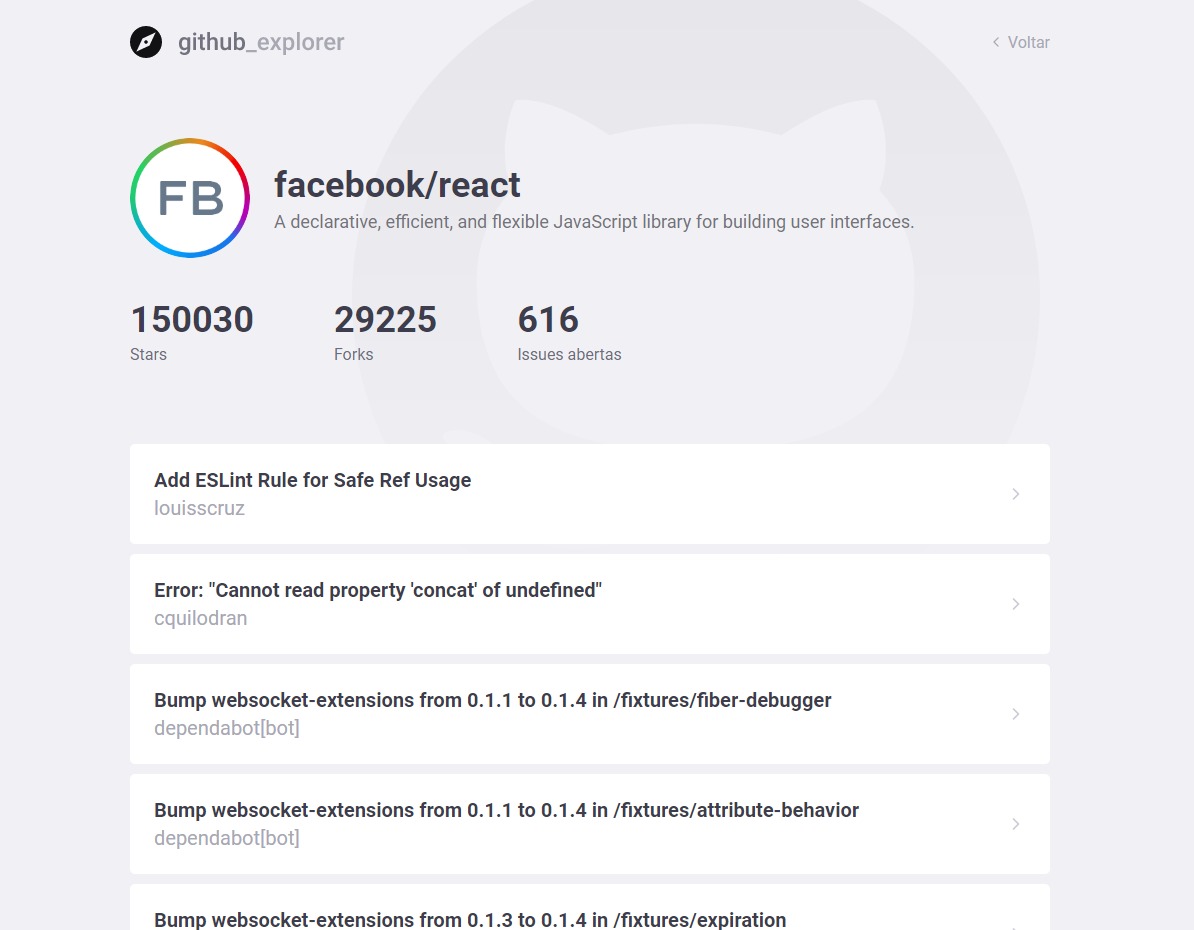 github_explorer
Voltar
FB
facebook/react
A declarative, efficient, and flexible JavaScript library for building user interfaces.
150030 29225 616
Stars Forks Issues abertas
Add ESLint Rule for Safe Ref Usage
louisscruz
Error: "Cannot read property 'concat' of undefined"
cquilodran
Bump websocket-extensions from 0.1.1 to 0.1.4 in /fixtures/fiber-debugger
dependabot[bot]
Bump websocket-extensions from 0.1.1 to 0.1.4 in /fixtures/attribute-behavior
dependabot[bot]
Bump websocket-extensions from 0.1.3 to 0.1.4 in /fixtures/expiration